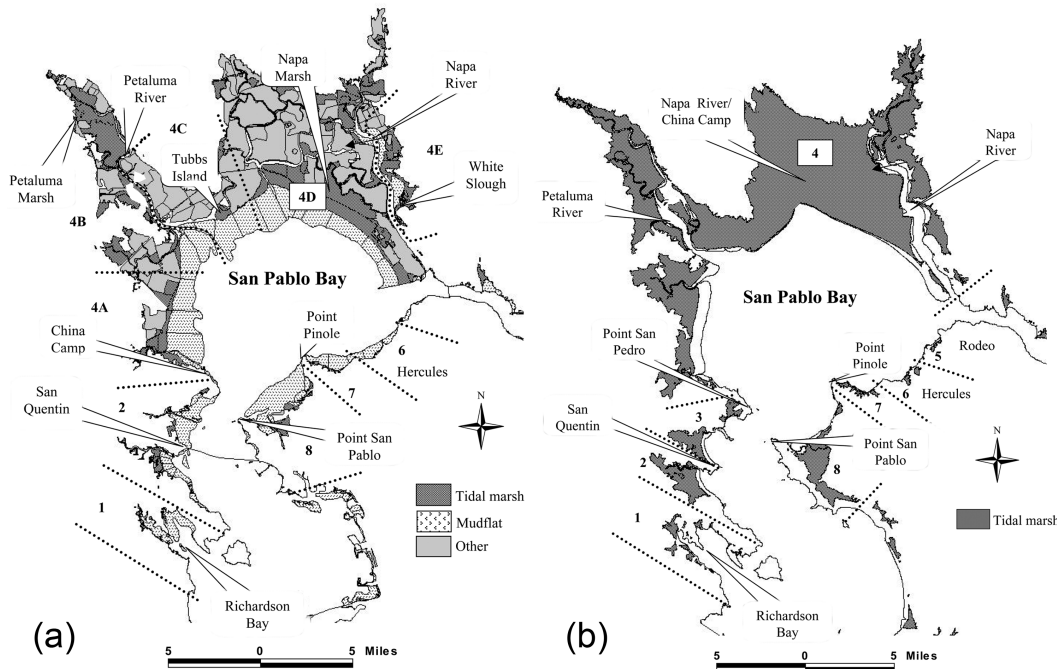 Napa
Marsh
Napa
River
Petaluma
River
4C
Tubbs
Island
4E
Petaluma
Marsh
4D
White
Slough
4B
San Pablo Bay
4A
China
Camp
Point
Pinole
6
Hercules
San
Quentin
2
7
N
8
Point San
Pablo
1
Tidal marsh
Mudflat
Other
Richardson
Bay
(a)
5 0 5 Miles
Napa River/
China Camp
4
Napa
River
Petaluma
River
San Pablo Bay
Point San
Pedro
Point
Pinole
5
Rodeo
6
Hercules
7
San
Quentin
3
N
Point San
Pablo
2
8
1
Tidal marsh
Richardson
Bay
(b)
5 0 5 Miles